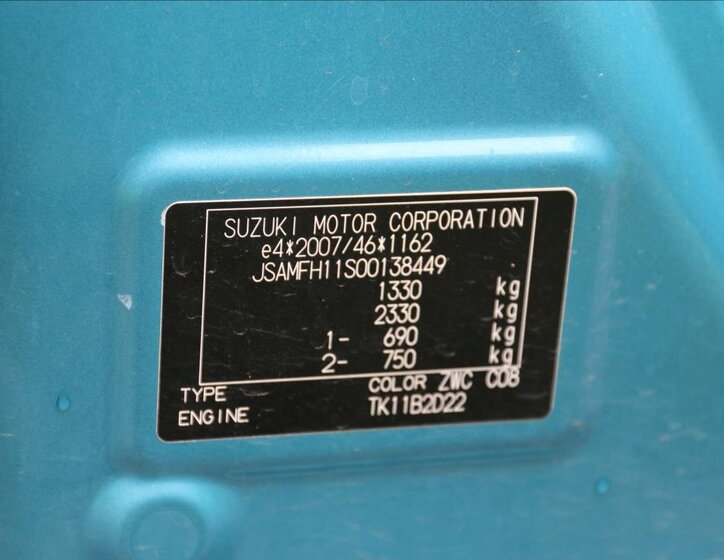 SUZUKI MOTOR CORPORATION
e4*2007/46*1162
JSAMFH11S00138449
1330 kg
2330 kg
1- 690 kg
2- 750 kg
TYPE COLOR ZWC C08
ENGINE TK11B2D22